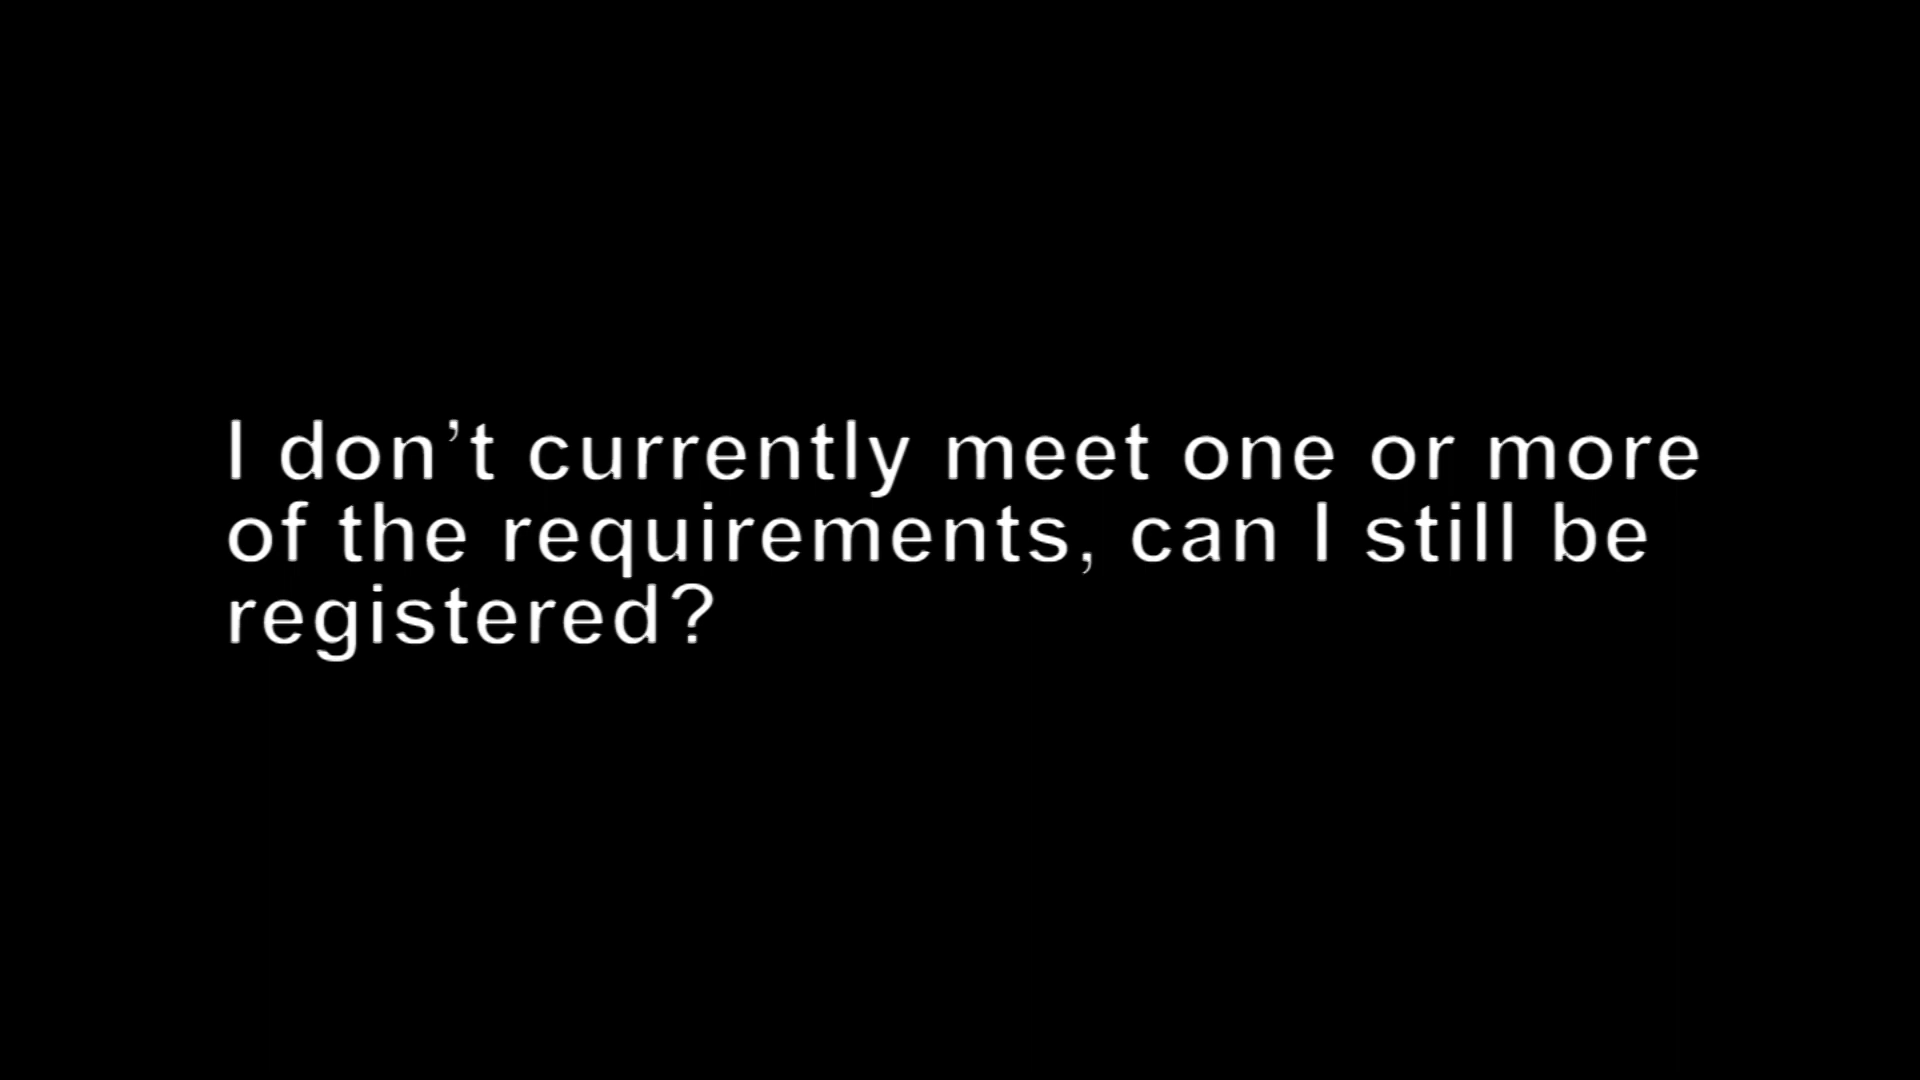 I don’t currently meet one or more
of the requirements, can I still be
registered?